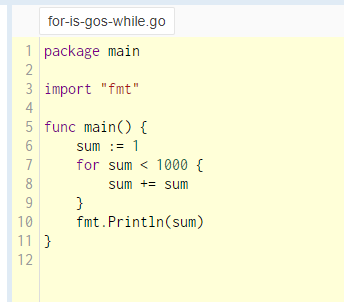 for-is-gos-while.go
1 package main
2
3 import "fmt"
4
5 func main() {
6     sum := 1
7     for sum < 1000 {
8         sum += sum
9     }
10     fmt.Println(sum)
11 }
12